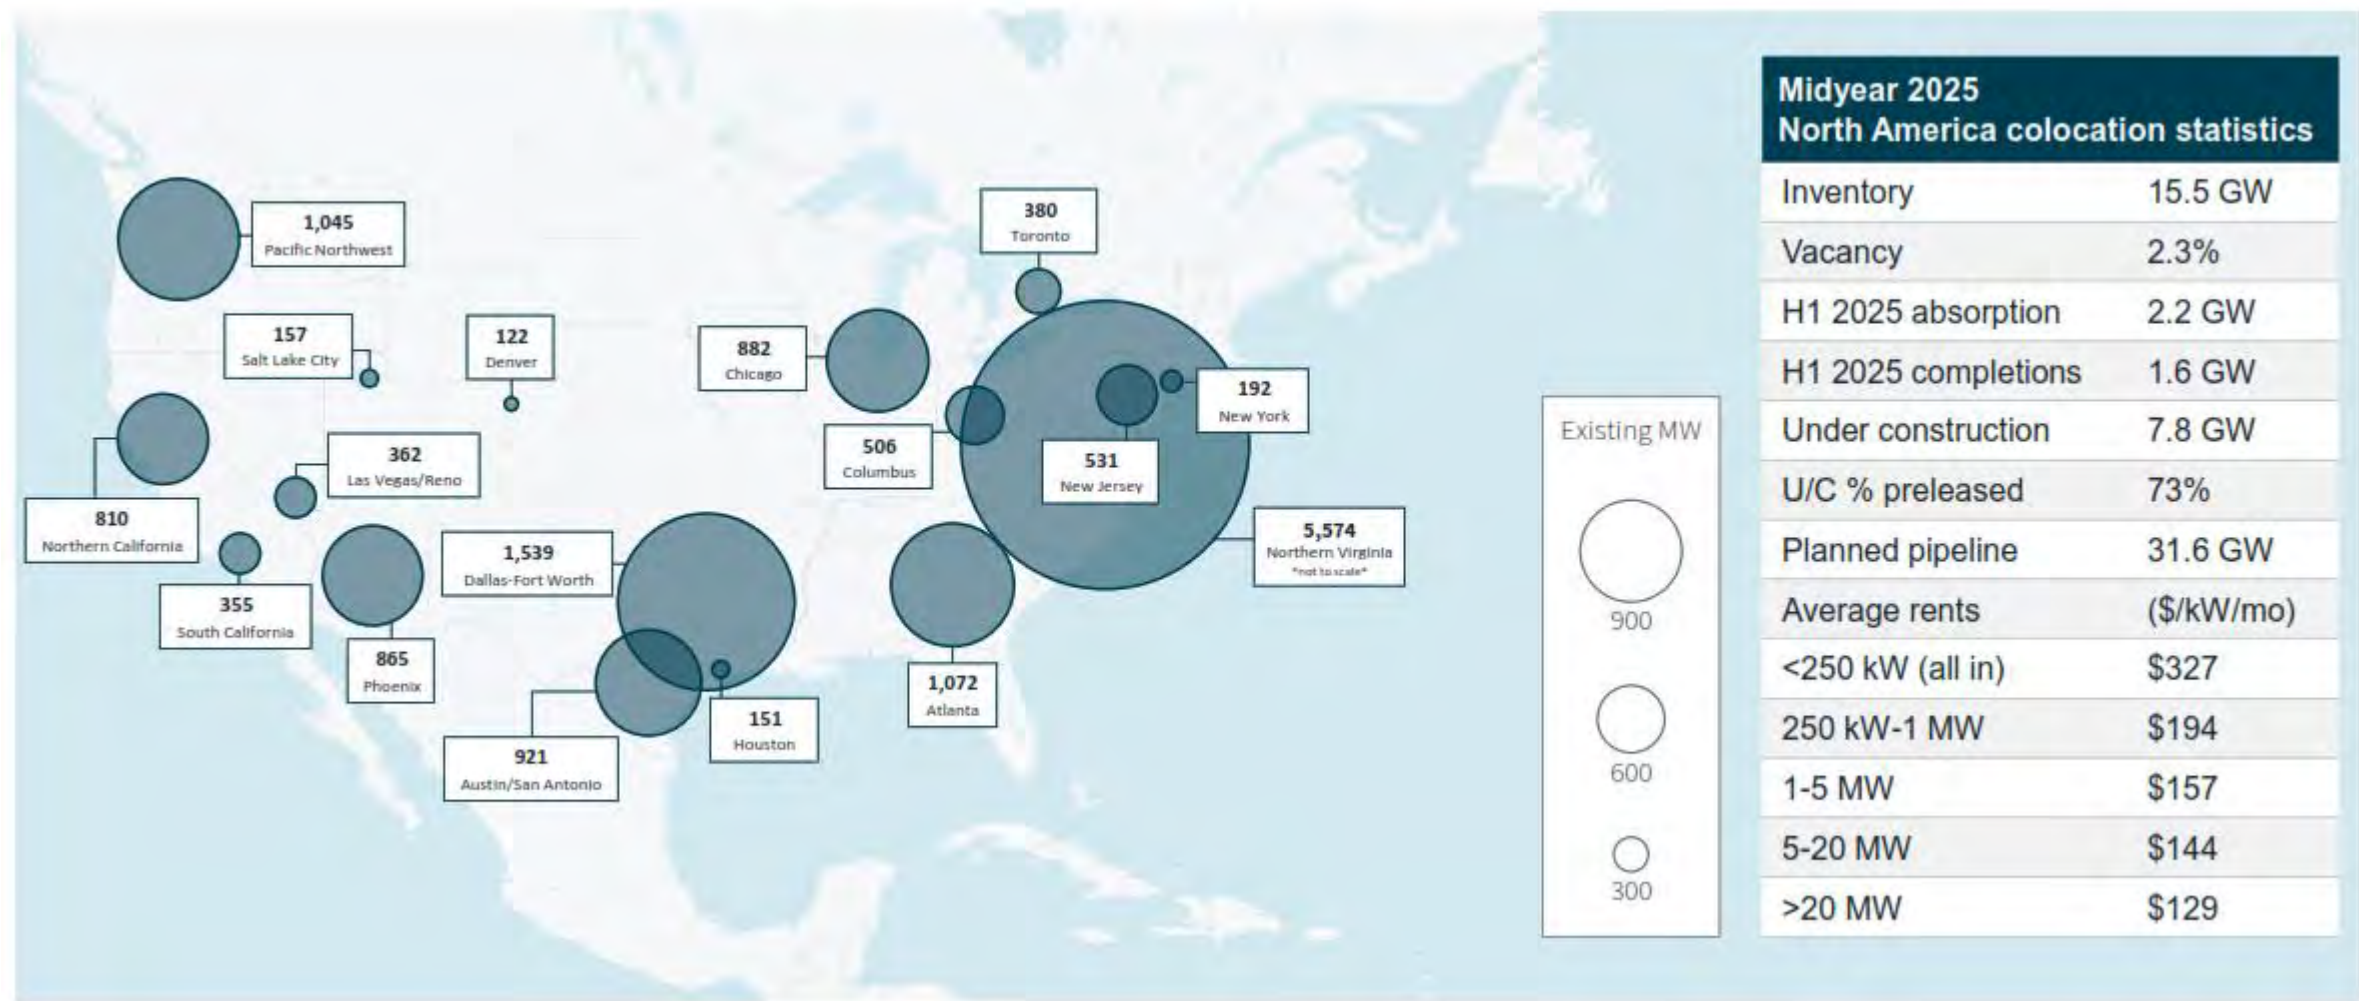 1,045
Pacific Northwest
380
Toronto
157
Salt Lake City
122
Denver
882
Chicago
192
New York
506
Columbus
531
New Jersey
362
Las Vegas/Reno
810
Northern California
1,539
Dallas-Fort Worth
5,574
Northern Virginia
*not to scale*
355
South California
865
Phoenix
1,072
Atlanta
151
Houston
921
Austin/San Antonio
Existing MW
900
600
300
Midyear 2025
North America colocation statistics
Inventory 15.5 GW
Vacancy 2.3%
H1 2025 absorption 2.2 GW
H1 2025 completions 1.6 GW
Under construction 7.8 GW
U/C % preleased 73%
Planned pipeline 31.6 GW
Average rents ($/kW/mo)
<250 kW (all in) $327
250 kW-1 MW $194
1-5 MW $157
5-20 MW $144
>20 MW $129